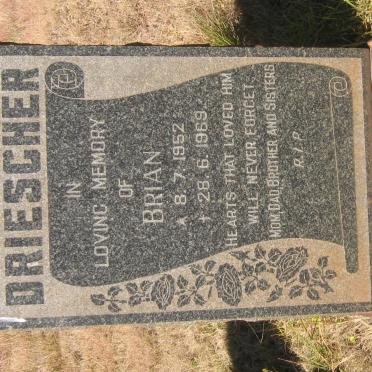 DRIESCHER
IN
LOVING MEMORY
OF
BRIAN
* 8.7.1952
† 28.6.1969
HEARTS THAT LOVED HIM
WILL NEVER FORGET
MOM, DAD, BROTHER AND SISTERS
R.I.P.